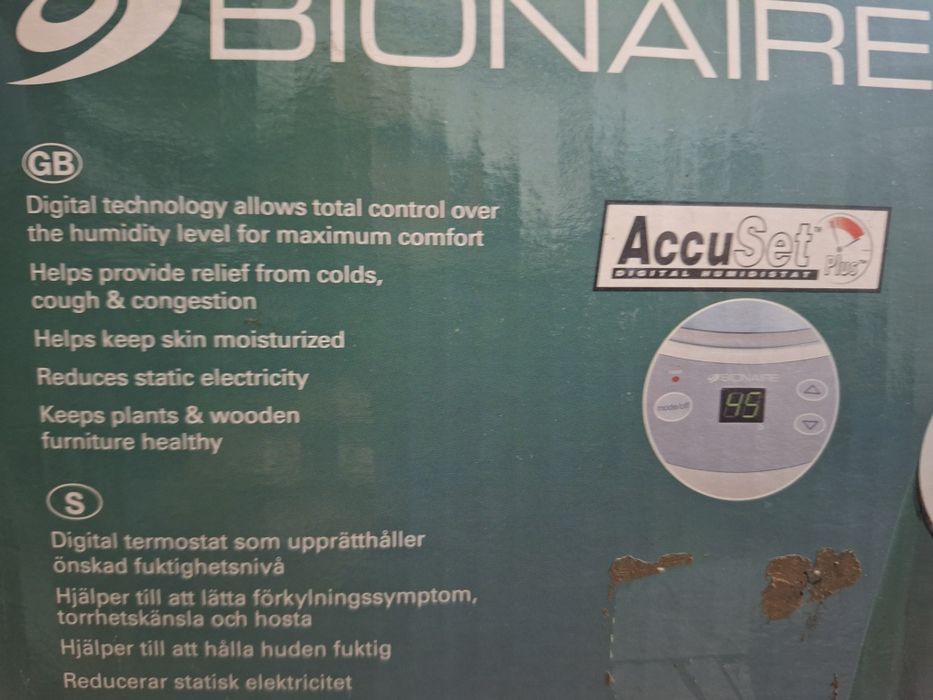 BIONAIRE
GB
Digital technology allows total control over
the humidity level for maximum comfort
Helps provide relief from colds,
cough & congestion
Helps keep skin moisturized
Reduces static electricity
Keeps plants & wooden
furniture healthy
AccuSet™
Plus™
DIGITAL HUMIDISTAT
BIONAIRE
mode/off
45
S
Digital termostat som upprätthåller
önskad fuktighetsnivå
Hjälper till att lätta förkylningssymptom,
torrhetskänsla och hosta
Hjälper till att hålla huden fuktig
Reducerar statisk elektricitet